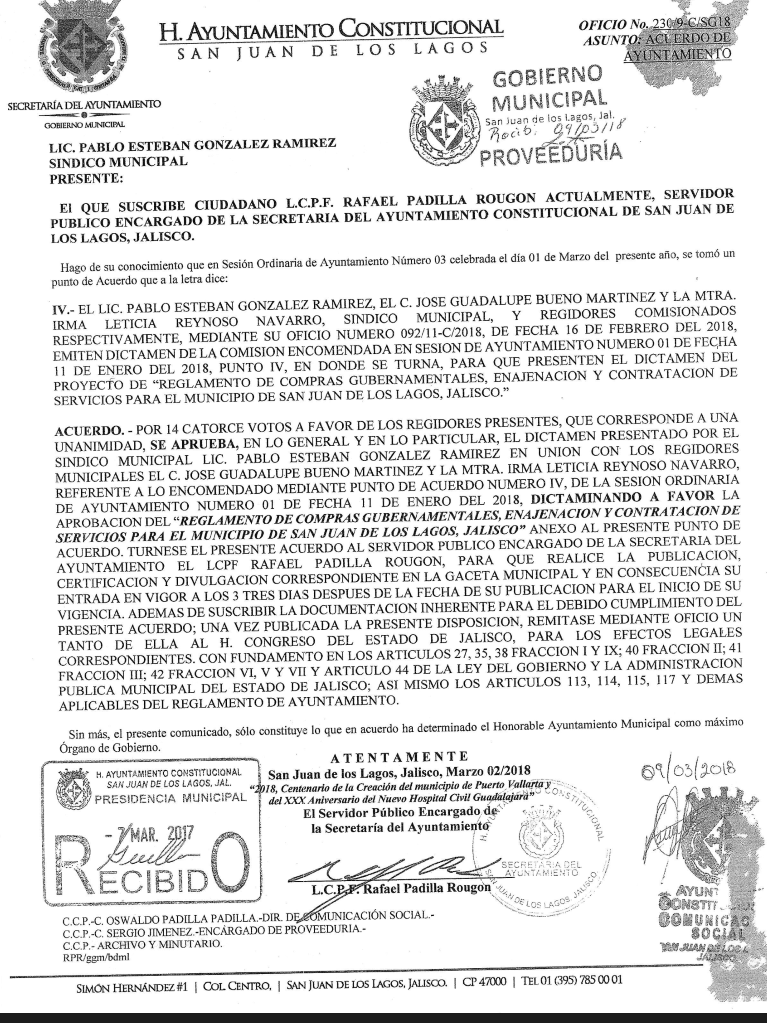 H. AYUNTAMIENTO CONSTITUCIONAL
SAN JUAN DE LOS LAGOS
OFICIO No. 230/9-C/SG18
ASUNTO: ACUERDO DE
AYUNTAMIENTO
SECRETARÍA DEL AYUNTAMIENTO
GOBIERNO MUNICIPAL
GOBIERNO
MUNICIPAL
San Juan de los Lagos, Jal.
Recib: 09/03/18
PROVEEDURÍA
LIC. PABLO ESTEBAN GONZALEZ RAMIREZ
SINDICO MUNICIPAL
PRESENTE:
El QUE SUSCRIBE CIUDADANO L.C.P.F. RAFAEL PADILLA ROUGON ACTUALMENTE, SERVIDOR
PUBLICO ENCARGADO DE LA SECRETARIA DEL AYUNTAMIENTO CONSTITUCIONAL DE SAN JUAN DE
LOS LAGOS, JALISCO.
Hago de su conocimiento que en Sesión Ordinaria de Ayuntamiento Número 03 celebrada el día 01 de Marzo del presente año, se tomó un
punto de Acuerdo que a la letra dice:
IV.- EL LIC. PABLO ESTEBAN GONZALEZ RAMIREZ, EL C. JOSE GUADALUPE BUENO MARTINEZ Y LA MTRA.
IRMA LETICIA REYNOSO NAVARRO, SINDICO MUNICIPAL, Y REGIDORES COMISIONADOS
RESPECTIVAMENTE, MEDIANTE SU OFICIO NUMERO 092/11-C/2018, DE FECHA 16 DE FEBRERO DEL 2018,
EMITEN DICTAMEN DE LA COMISION ENCOMENDADA EN SESION DE AYUNTAMIENTO NUMERO 01 DE FECHA
11 DE ENERO DEL 2018, PUNTO IV, EN DONDE SE TURNA, PARA QUE PRESENTEN EL DICTAMEN DEL
PROYECTO DE "REGLAMENTO DE COMPRAS GUBERNAMENTALES, ENAJENACION Y CONTRATACION DE
SERVICIOS PARA EL MUNICIPIO DE SAN JUAN DE LOS LAGOS, JALISCO."
ACUERDO. - POR 14 CATORCE VOTOS A FAVOR DE LOS REGIDORES PRESENTES, QUE CORRESPONDE A UNA
UNANIMIDAD, SE APRUEBA, EN LO GENERAL Y EN LO PARTICULAR, EL DICTAMEN PRESENTADO POR EL
SINDICO MUNICIPAL LIC. PABLO ESTEBAN GONZALEZ RAMIREZ EN UNION CON LOS REGIDORES
MUNICIPALES EL C. JOSE GUADALUPE BUENO MARTINEZ Y LA MTRA. IRMA LETICIA REYNOSO NAVARRO,
REFERENTE A LO ENCOMENDADO MEDIANTE PUNTO DE ACUERDO NUMERO IV, DE LA SESION ORDINARIA
DE AYUNTAMIENTO NUMERO 01 DE FECHA 11 DE ENERO DEL 2018, DICTAMINANDO A FAVOR LA
APROBACION DEL "REGLAMENTO DE COMPRAS GUBERNAMENTALES, ENAJENACION Y CONTRATACION DE
SERVICIOS PARA EL MUNICIPIO DE SAN JUAN DE LOS LAGOS, JALISCO" ANEXO AL PRESENTE PUNTO DE
ACUERDO. TURNESE EL PRESENTE ACUERDO AL SERVIDOR PUBLICO ENCARGADO DE LA SECRETARIA DEL
AYUNTAMIENTO EL LCPF RAFAEL PADILLA ROUGON, PARA QUE REALICE LA PUBLICACION,
CERTIFICACION Y DIVULGACION CORRESPONDIENTE EN LA GACETA MUNICIPAL Y EN CONSECUENCIA SU
ENTRADA EN VIGOR A LOS 3 TRES DIAS DESPUES DE LA FECHA DE SU PUBLICACION PARA EL INICIO DE SU
VIGENCIA. ADEMAS DE SUSCRIBIR LA DOCUMENTACION INHERENTE PARA EL DEBIDO CUMPLIMIENTO DEL
PRESENTE ACUERDO; UNA VEZ PUBLICADA LA PRESENTE DISPOSICION, REMITASE MEDIANTE OFICIO UN
TANTO DE ELLA AL H. CONGRESO DEL ESTADO DE JALISCO, PARA LOS EFECTOS LEGALES
CORRESPONDIENTES. CON FUNDAMENTO EN LOS ARTICULOS 27, 35, 38 FRACCION I Y IX; 40 FRACCION II; 41
FRACCION III; 42 FRACCION VI, V Y VII Y ARTICULO 44 DE LA LEY DEL GOBIERNO Y LA ADMINISTRACION
PUBLICA MUNICIPAL DEL ESTADO DE JALISCO; ASI MISMO LOS ARTICULOS 113, 114, 115, 117 Y DEMAS
APLICABLES DEL REGLAMENTO DE AYUNTAMIENTO.
Sin más, el presente comunicado, sólo constituye lo que en acuerdo ha determinado el Honorable Ayuntamiento Municipal como máximo
Órgano de Gobierno.
ATENTAMENTE
San Juan de los Lagos, Jalisco, Marzo 02/2018
"2018, Centenario de la Creación del municipio de Puerto Vallarta y
del XXX Aniversario del Nuevo Hospital Civil Guadalajara"
El Servidor Público Encargado de
la Secretaría del Ayuntamiento
L.C.P.F. Rafael Padilla Rougon
H. AYUNTAMIENTO CONSTITUCIONAL
SAN JUAN DE LOS LAGOS, JAL.
PRESIDENCIA MUNICIPAL
- 7 MAR. 2017
RECIBIDO
H. AYUNTAMIENTO CONSTITUCIONAL
SECRETARIA DEL
AYUNTAMIENTO
SAN JUAN DE LOS LAGOS, JALISCO.
09/03/2018
AYUNT
CONSTIT
COMUNICAC
SOCIAL
SAN JUAN DE LOS L
JALISCO
C.C.P.-C. OSWALDO PADILLA PADILLA.-DIR. DE COMUNICACIÓN SOCIAL.-
C.C.P.-C. SERGIO JIMENEZ.-ENCÁRGADO DE PROVEEDURIA.-
C.C.P.- ARCHIVO Y MINUTARIO.
RPR/ggm/bdml
SIMÓN HERNÁNDEZ #1 | COL CENTRO, | SAN JUAN DE LOS LAGOS, JALISCO. | CP 47000 | TEL 01 (395) 785 00 01